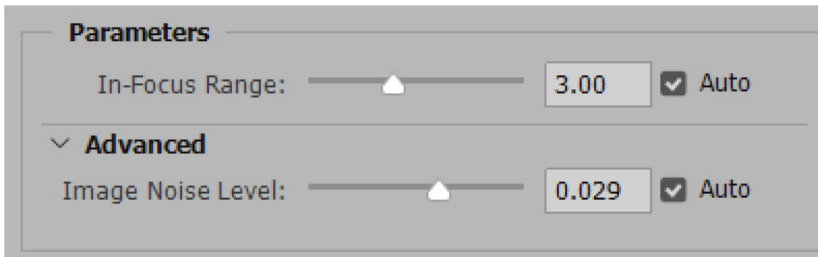 Parameters
In-Focus Range: 3.00 Auto
Advanced
Image Noise Level: 0.029 Auto